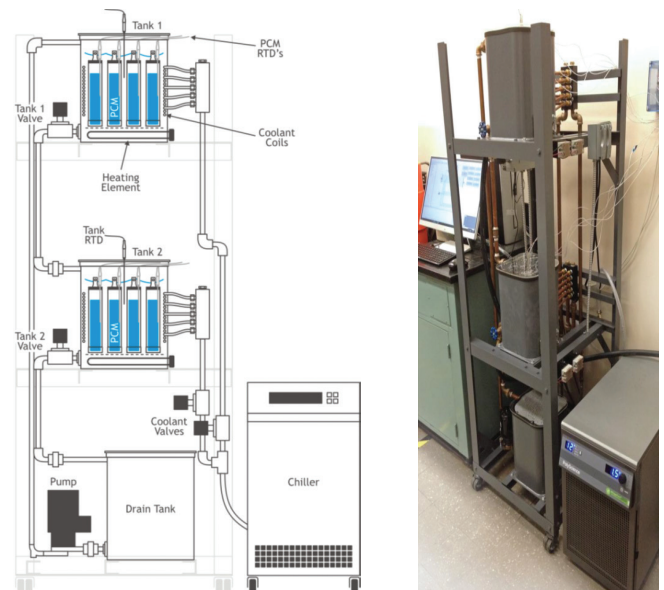 Tank 1
PCM
RTD's
Tank 1
Valve
PCM
Coolant
Coils
Heating
Element
Tank
RTD
Tank 2
Tank 2
Valve
PCM
Coolant
Valves
Pump
Drain Tank
Chiller